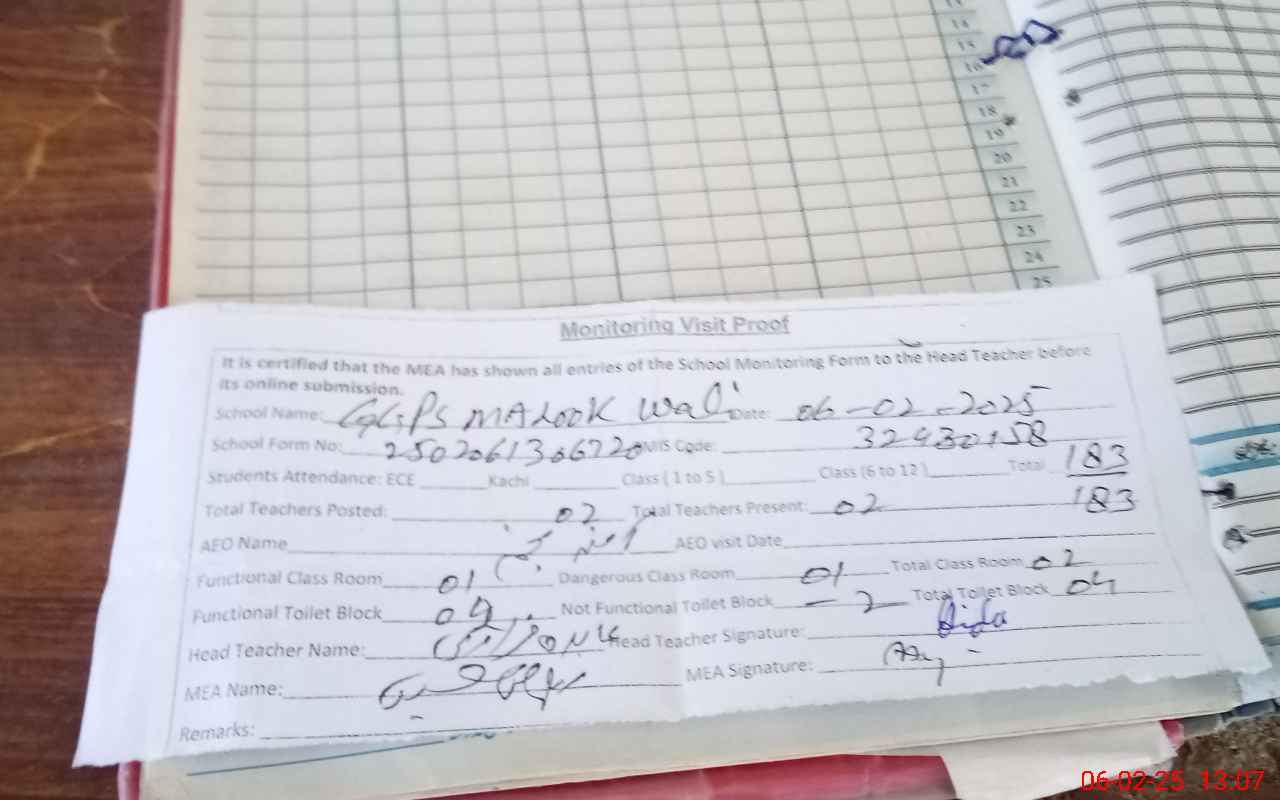 13
14
15
16
17
18
19
20
21
22
23
24
25
Monitoring Visit Proof
It is certified that the MEA has shown all entries of the School Monitoring Form to the Head Teacher before
its online submission.
School Name: GGPS MALOOK Wali Date: 06-02-2025
School Form No: MIS Code:
Students Attendance: ECE Kachi Class ( 1 to 5 ) Class (6 to 12 ) Total 183
183
Total Teachers Posted: 02 Total Teachers Present: 02
AEO Name AEO visit Date
Functional Class Room 01 Dangerous Class Room 01 Total Class Room 02
Functional Toilet Block 04 Not Functional Toilet Block - 2 Total Toilet Block 04
Head Teacher Name: Head Teacher Signature:
MEA Name: MEA Signature:
Remarks:
06-02-25 13:07